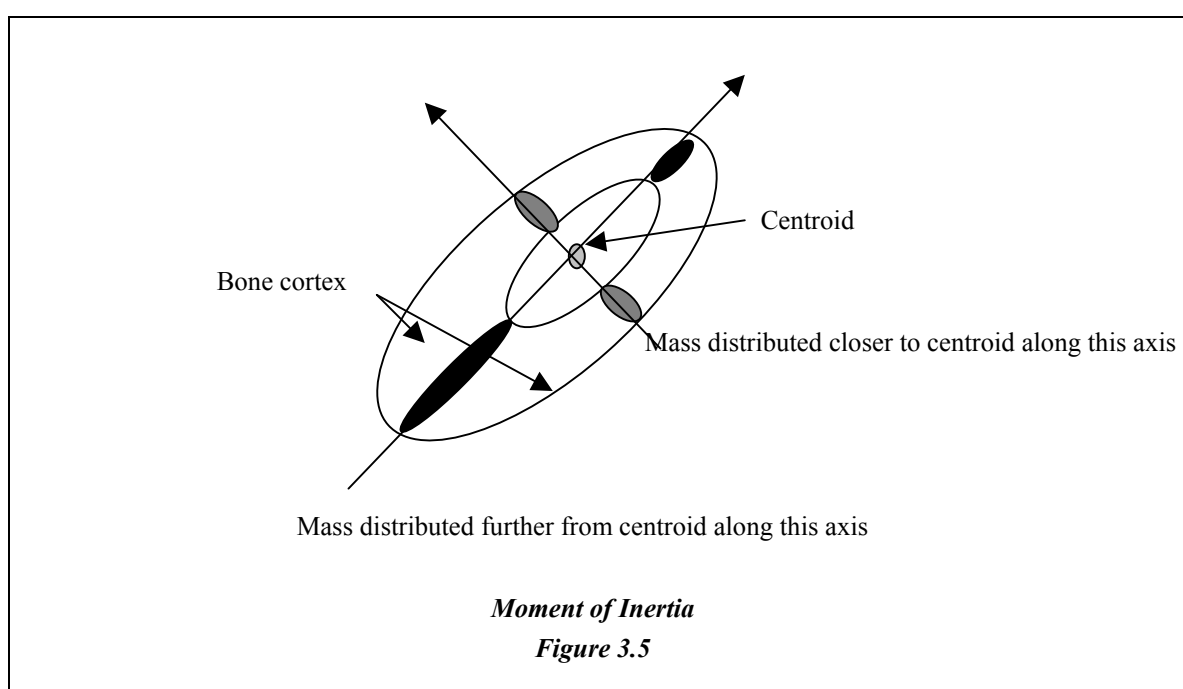 Centroid
Bone cortex
Mass distributed closer to centroid along this axis
Mass distributed further from centroid along this axis
Moment of Inertia
Figure 3.5